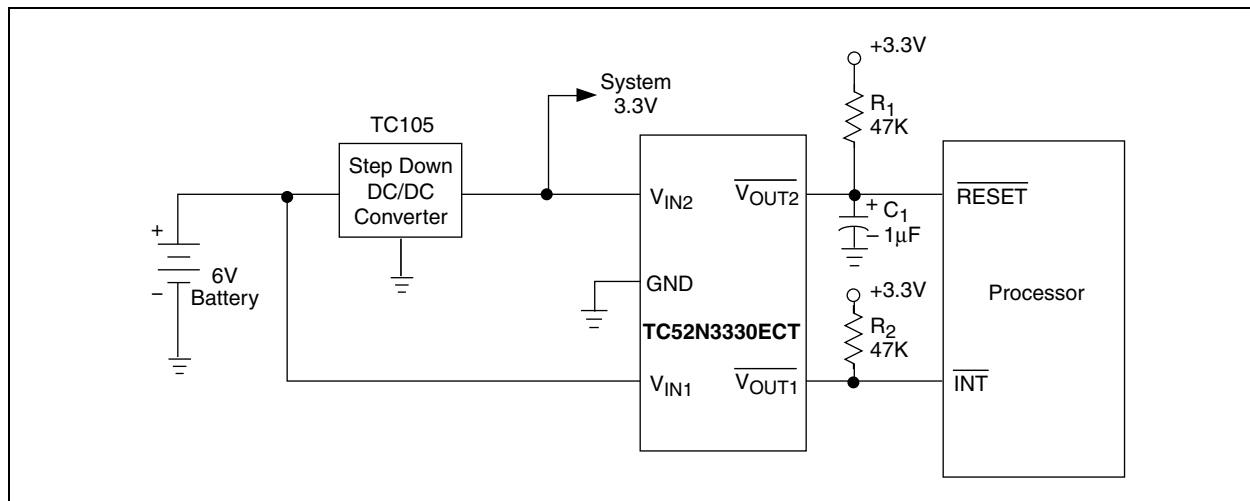 TC105
Step Down
DC/DC
Converter
System
3.3V
+
–
6V
Battery
VIN2
GND
TC52N3330ECT
VIN1
VOUT2
VOUT1
+3.3V
R1
47K
+
C1
–
1µF
+3.3V
R2
47K
RESET
Processor
INT